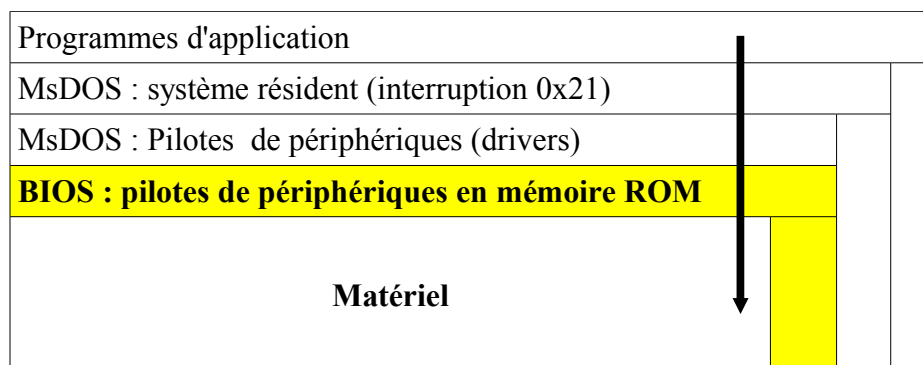 Programmes d'application
MsDOS : système résident (interruption 0x21)
MsDOS : Pilotes de périphériques (drivers)
BIOS : pilotes de périphériques en mémoire ROM
Matériel